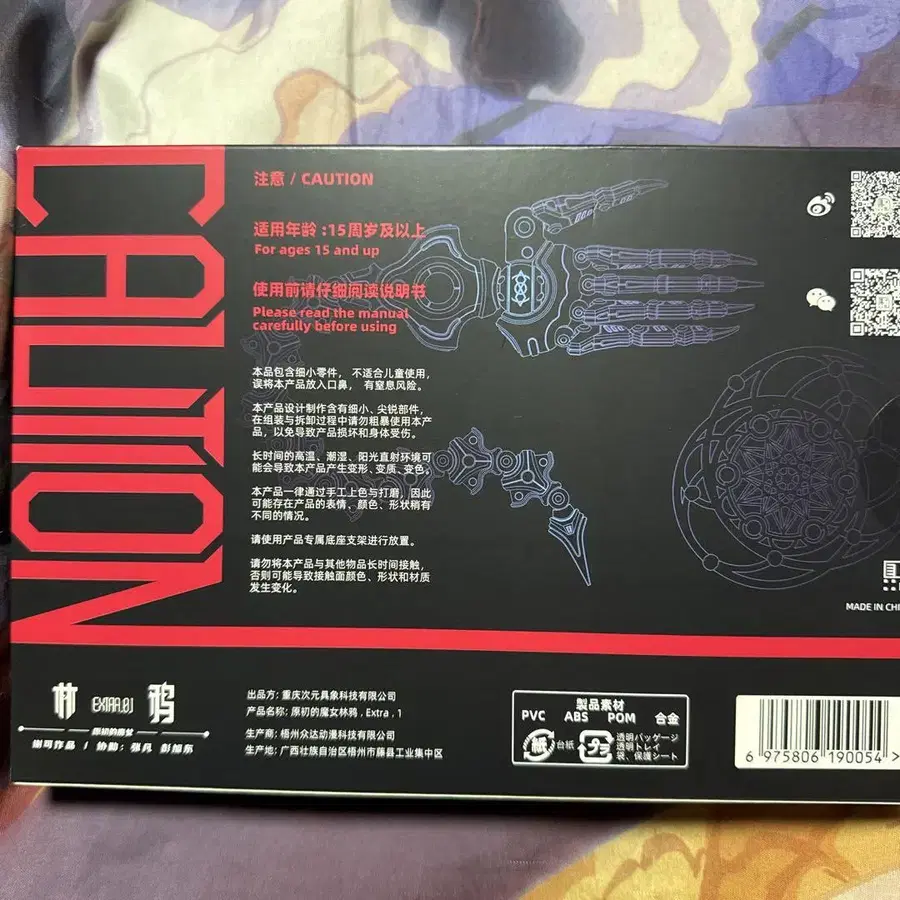 CAUTION
注意 / CAUTION
适用年龄 :15周岁及以上
For ages 15 and up
使用前请仔细阅读说明书
Please read the manual
carefully before using
本品包含细小零件， 不适合儿童使用，
误将本产品放入口鼻， 有窒息风险。
本产品设计制作含有细小、尖锐部件，
在组装与拆卸过程中请勿粗暴使用本产
品，以免导致产品损坏和身体受伤。
长时间的高温、潮湿、阳光直射环境可
能会导致本产品产生变形、变质、变色。
本产品一律通过手工上色与打磨，因此
可能存在产品的表情、颜色、形状稍有
不同的情况。
请使用产品专属底座支架进行放置。
请勿将本产品与其他物品长时间接触，
否则可能导致接触面颜色、形状和材质
发生变化。
MADE IN CHI
林 EXTRA.01 鸦
原初的魔女
出品方: 重庆次元具象科技有限公司
产品名称: 原初的魔女林鸦 , Extra , 1
生产商: 梧州众达动漫科技有限公司
生产地: 广西壮族自治区梧州市藤县工业集中区
製品素材
PVC ABS POM 合金
紙 台紙 プラ 透明パッケージ
透明トレイ
袋、保護シート
6 975806 190054 >